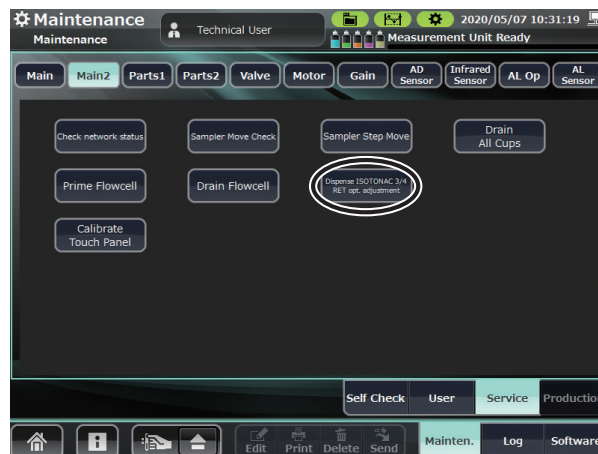 Maintenance
Technical User
2020/05/07 10:31:19
Maintenance
Measurement Unit Ready
Main Main2 Parts1 Parts2 Valve Motor Gain AD Sensor Infrared Sensor AL Op AL Sensor
Check network status
Sampler Move Check
Sampler Step Move
Drain
All Cups
Prime Flowcell
Drain Flowcell
Dispense ISOTONAC 3/4
RET opt. adjustment
Calibrate
Touch Panel
Self Check User Service Productio
Edit Print Delete Send
Mainten. Log Software